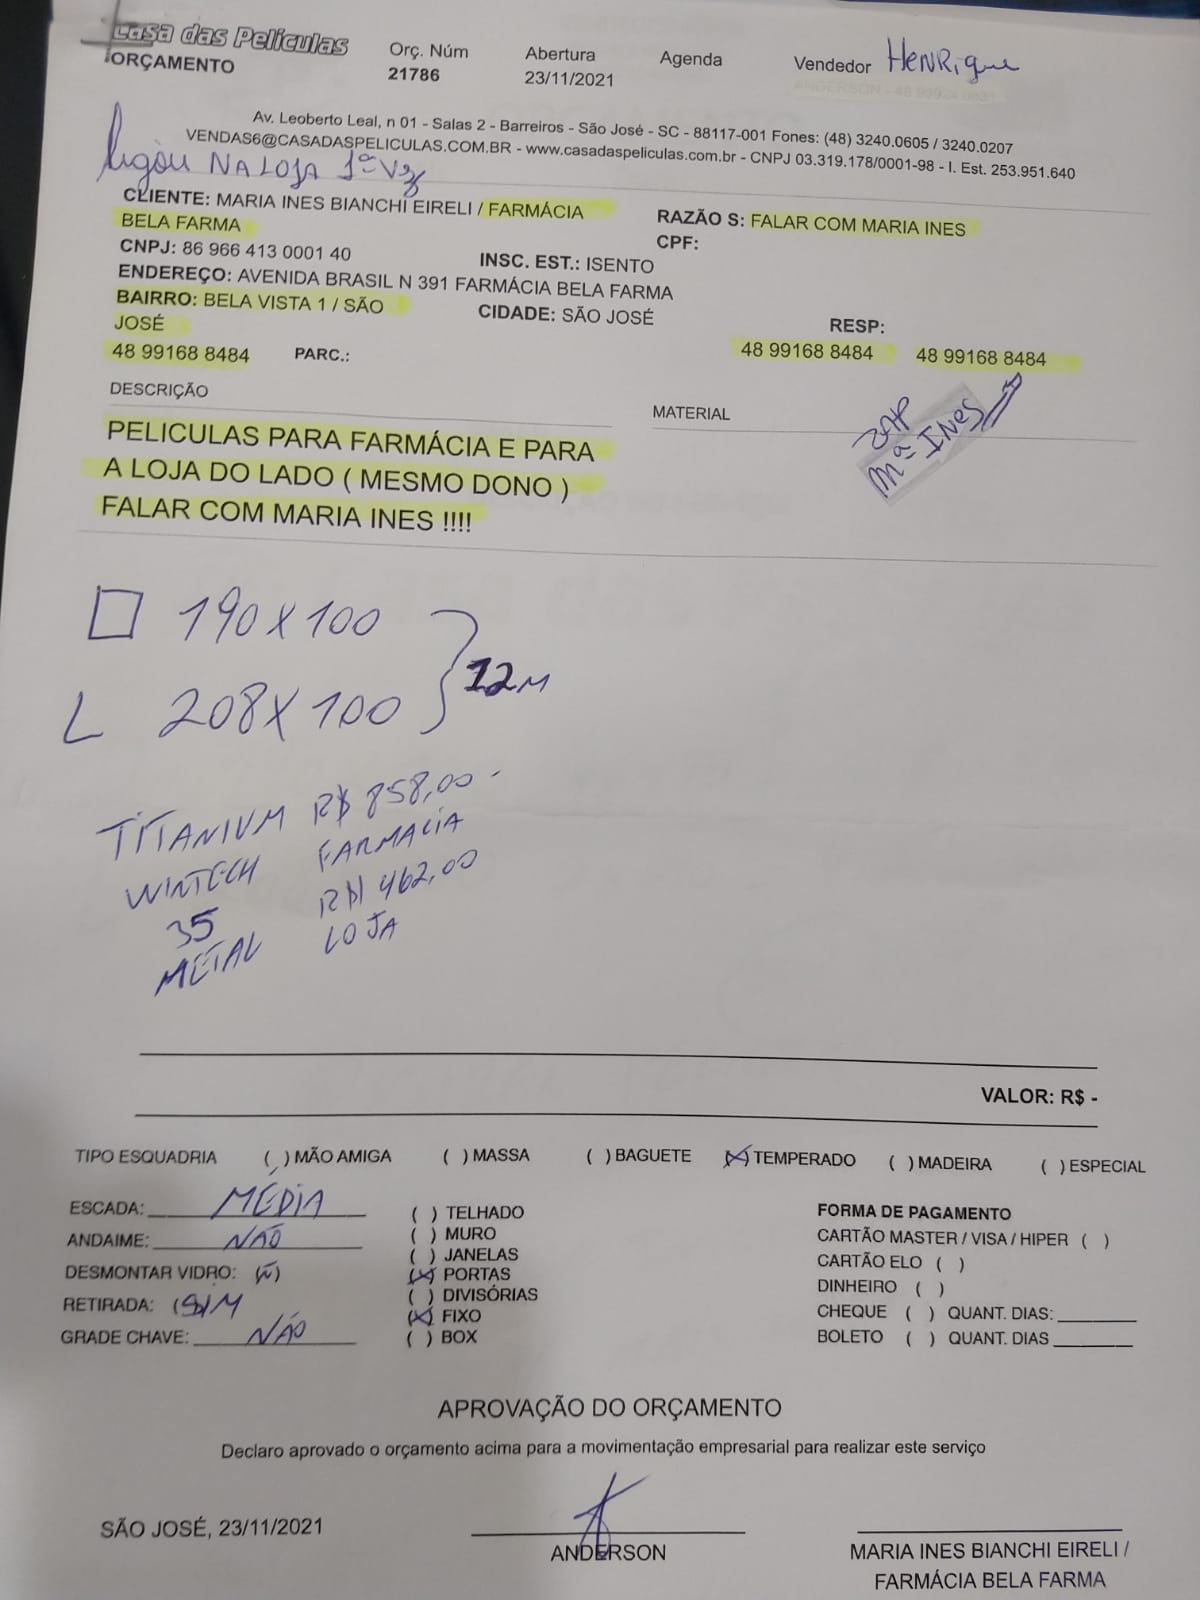 Casa das Películas
ORÇAMENTO
Orç. Núm
21786
Abertura
23/11/2021
Agenda
Vendedor HENRIque
ANDERSON - 48
Av. Leoberto Leal, n 01 - Salas 2 - Barreiros - São José - SC - 88117-001 Fones: (48) 3240.0605 / 3240.0207
VENDAS6@CASADASPELICULAS.COM.BR - www.casadaspeliculas.com.br - CNPJ 03.319.178/0001-98 - I. Est. 253.951.640
Ligou NA LOJA 1ª Vez
CLIENTE: MARIA INES BIANCHI EIRELI / FARMÁCIA
BELA FARMA
RAZÃO S: FALAR COM MARIA INES
CPF:
CNPJ: 86 966 413 0001 40
INSC. EST.: ISENTO
ENDEREÇO: AVENIDA BRASIL N 391 FARMÁCIA BELA FARMA
BAIRRO: BELA VISTA 1 / SÃO
JOSÉ
CIDADE: SÃO JOSÉ
RESP:
48 99168 8484
PARC.:
48 99168 8484
48 99168 8484
DESCRIÇÃO
MATERIAL
ZAP
Mª INES
PELICULAS PARA FARMÁCIA E PARA
A LOJA DO LADO ( MESMO DONO )
FALAR COM MARIA INES !!!!
190 X 100
L 208 X 100
12M
TITANIUM R$ 858,00 -
WINTECH FARMACIA
35 R$ 462,00
METAL LOJA
VALOR: R$ -
TIPO ESQUADRIA ( ) MÃO AMIGA ( ) MASSA ( ) BAGUETE (X) TEMPERADO ( ) MADEIRA ( ) ESPECIAL
ESCADA: MÉDIA
ANDAIME: NÃO
DESMONTAR VIDRO: (N)
RETIRADA: (SIM
GRADE CHAVE: NÃO
( ) TELHADO
( ) MURO
( ) JANELAS
(X) PORTAS
( ) DIVISÓRIAS
(X) FIXO
( ) BOX
FORMA DE PAGAMENTO
CARTÃO MASTER / VISA / HIPER ( )
CARTÃO ELO ( )
DINHEIRO ( )
CHEQUE ( ) QUANT. DIAS: ________
BOLETO ( ) QUANT. DIAS ________
APROVAÇÃO DO ORÇAMENTO
Declaro aprovado o orçamento acima para a movimentação empresarial para realizar este serviço
SÃO JOSÉ, 23/11/2021
ANDERSON
MARIA INES BIANCHI EIRELI /
FARMÁCIA BELA FARMA